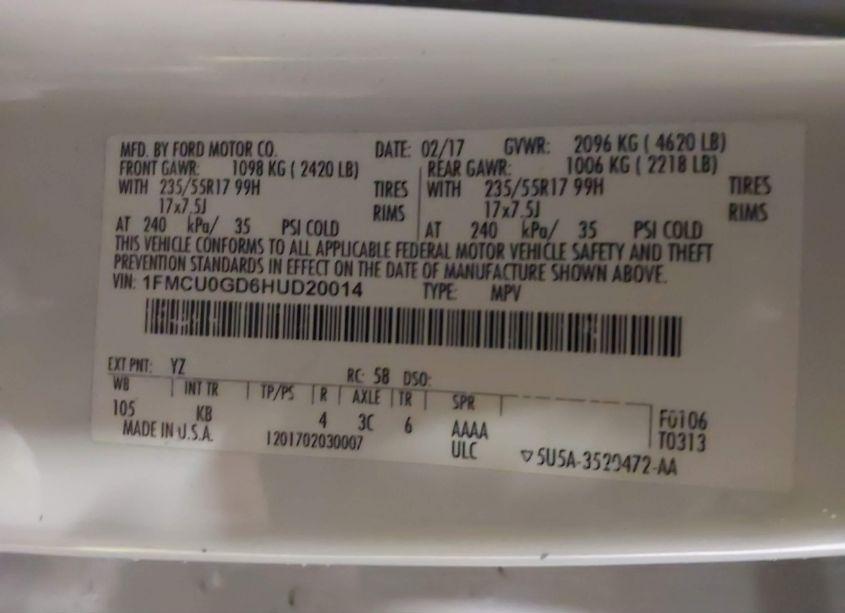 MFD. BY FORD MOTOR CO. DATE: 02/17 GVWR: 2096 KG ( 4620 LB)
FRONT GAWR: 1098 KG ( 2420 LB) REAR GAWR: 1006 KG ( 2218 LB)
WITH 235/55R17 99H TIRES WITH 235/55R17 99H TIRES
17x7.5J RIMS 17x7.5J RIMS
AT 240 kPa/ 35 PSI COLD AT 240 kPa/ 35 PSI COLD
THIS VEHICLE CONFORMS TO ALL APPLICABLE FEDERAL MOTOR VEHICLE SAFETY AND THEFT
PREVENTION STANDARDS IN EFFECT ON THE DATE OF MANUFACTURE SHOWN ABOVE.
VIN: 1FMCU0GD6HUD20014 TYPE: MPV
EXT PNT: YZ RC: 58 DSO:
WB INT TR TP/PS R AXLE TR SPR
105 KB 4 3C 6 AAAA
MADE IN U.S.A. 1201702030007 ULC
F0106
T0313
▽5U5A-3520472-AA